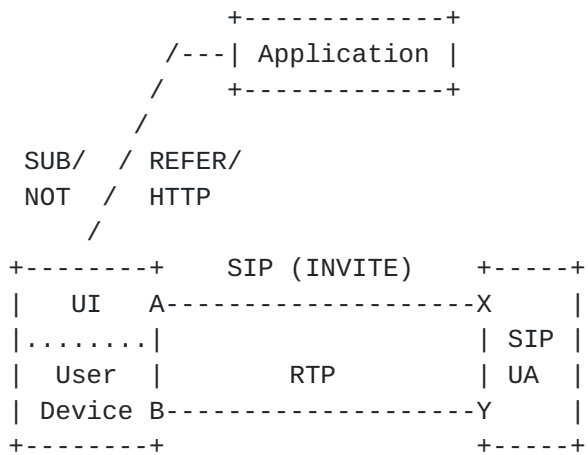 +-------------+
          /---| Application |
         /    +-------------+
        /
 SUB/  / REFER/
 NOT  /  HTTP
     /
+--------+    SIP (INVITE)    +-----+
|   UI   A--------------------X     |
|........|                    | SIP |
|  User  |        RTP         | UA  |
| Device B--------------------Y     |
+--------+                    +-----+